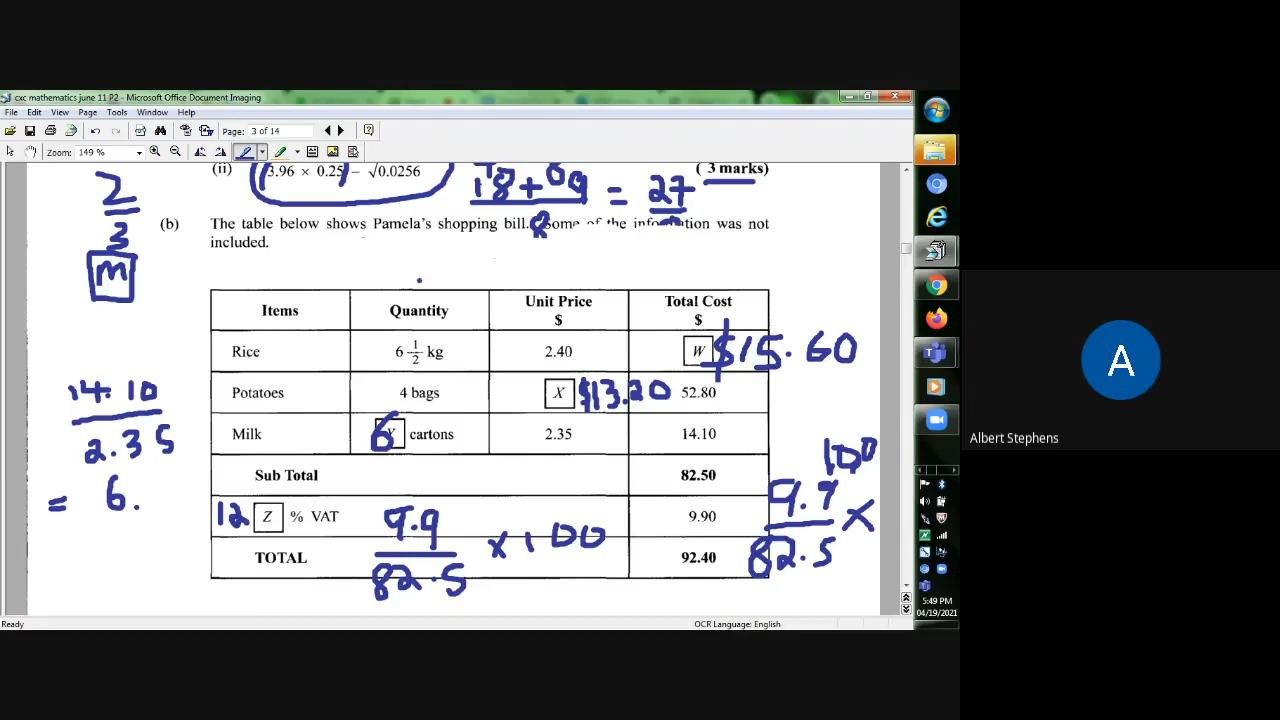 cxc mathematics june 11 P2 - Microsoft Office Document Imaging
File Edit View Page Tools Window Help
Page: 3 of 14
Zoom: 149 %
(ii) 3.96 × 0.25 − √0.0256 (3 marks)
18 + 09 = 27
8
2
3
m
(b) The table below shows Pamela's shopping bill. Some of the information was not
included.
Items Quantity Unit Price $ Total Cost $
Rice 6 1/2 kg 2.40 W $15.60
Potatoes 4 bags X $13.20 52.80
Milk 6 cartons 2.35 14.10
Sub Total 82.50
12 Z % VAT 9.90
TOTAL 92.40
14.10
2.35
= 6.
9.9
82.5
× 100
100
9.9
82.5
×
Ready OCR Language: English
5:49 PM
04/19/2021
A
Albert Stephens